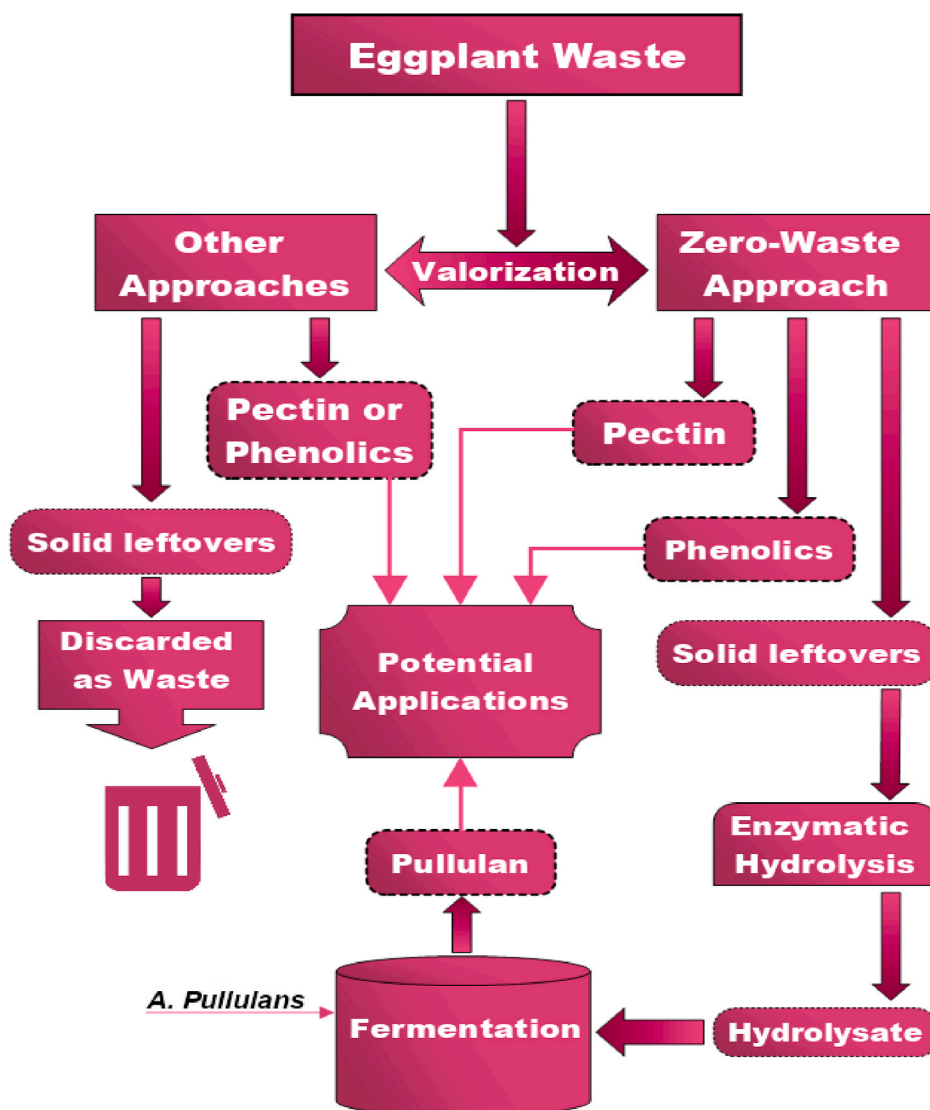 Eggplant Waste
Other
Approaches
Valorization
Zero-Waste
Approach
Pectin or
Phenolics
Pectin
Solid leftovers
Phenolics
Discarded
as Waste
Potential
Applications
Solid leftovers
Enzymatic
Hydrolysis
Pullulan
A. Pullulans
Fermentation
Hydrolysate